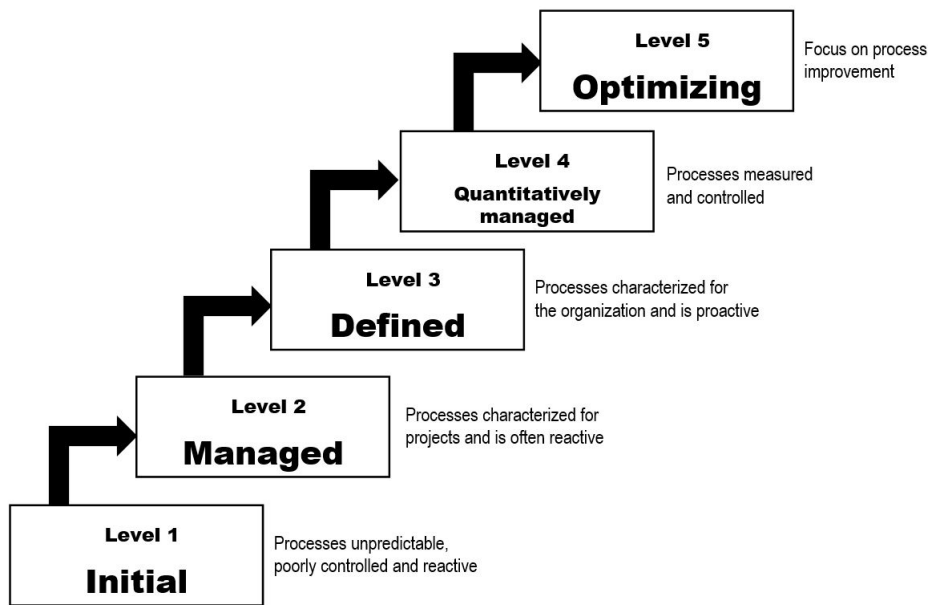 Level 5
Optimizing
Focus on process
improvement
Level 4
Quantitatively
managed
Processes measured
and controlled
Level 3
Defined
Processes characterized for
the organization and is proactive
Level 2
Managed
Processes characterized for
projects and is often reactive
Level 1
Initial
Processes unpredictable,
poorly controlled and reactive